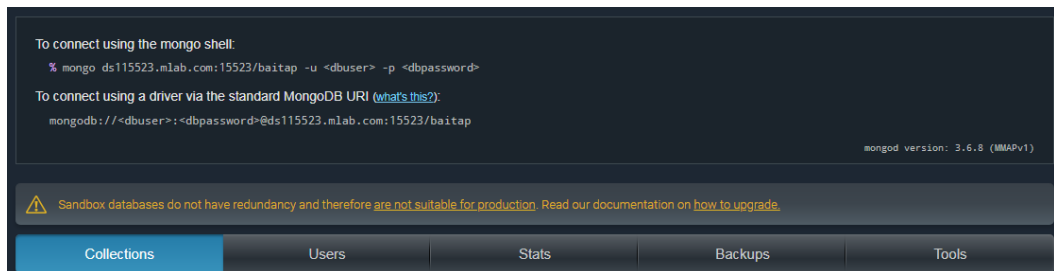 To connect using the mongo shell:
% mongo ds115523.mlab.com:15523/baitap -u <dbuser> -p <dbpassword>
To connect using a driver via the standard MongoDB URI (what's this?):
mongodb://<dbuser>:<dbpassword>@ds115523.mlab.com:15523/baitap
mongod version: 3.6.8 (MMAPv1)
Sandbox databases do not have redundancy and therefore are not suitable for production. Read our documentation on how to upgrade.
Collections Users Stats Backups Tools